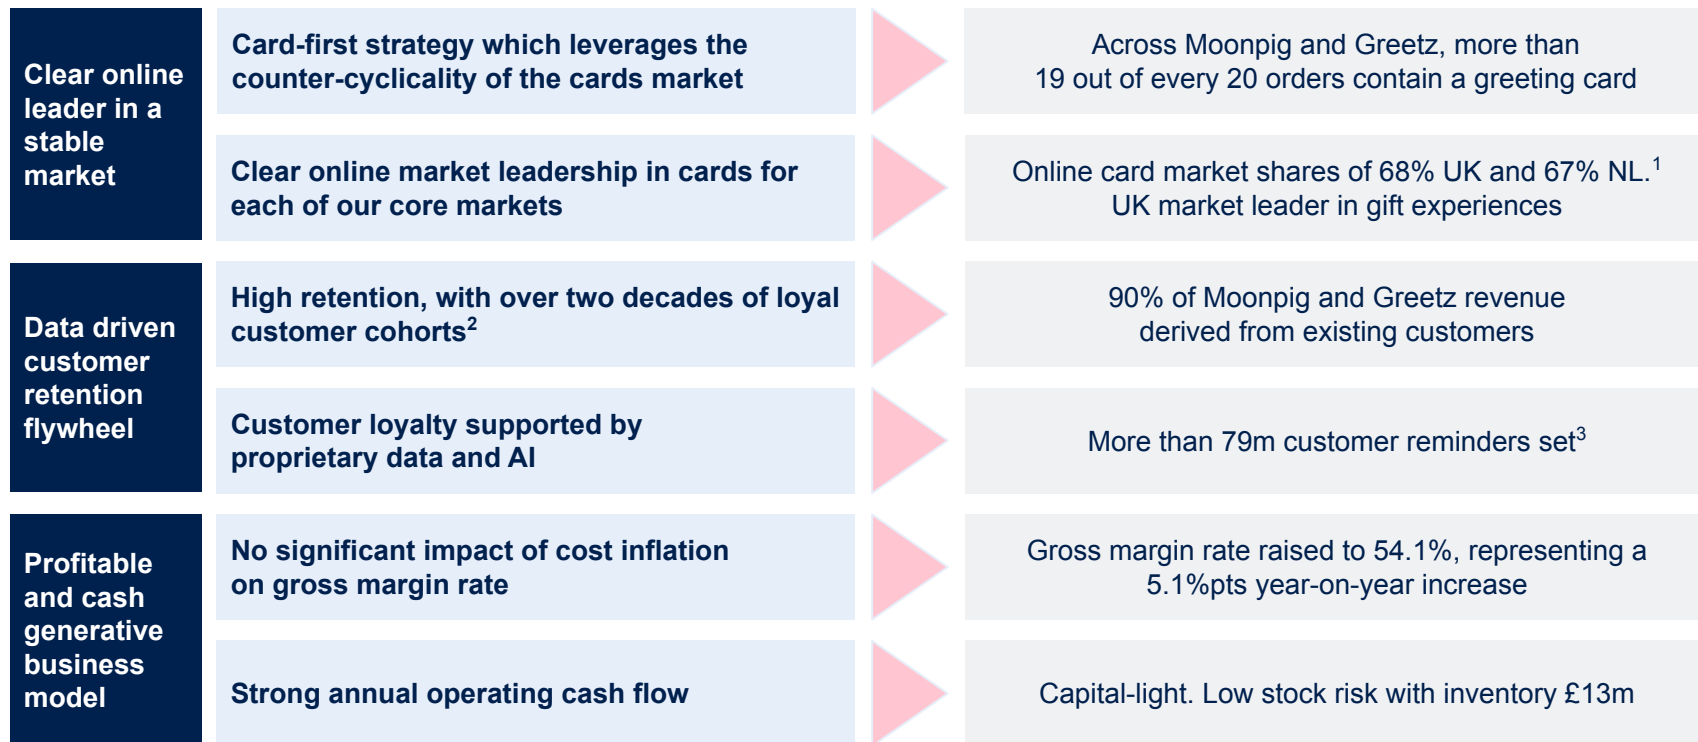 Clear online
leader in a
stable
market
Card-first strategy which leverages the
counter-cyclicality of the cards market
Across Moonpig and Greetz, more than
19 out of every 20 orders contain a greeting card
Clear online market leadership in cards for
each of our core markets
Online card market shares of 68% UK and 67% NL.¹
UK market leader in gift experiences
Data driven
customer
retention
flywheel
High retention, with over two decades of loyal
customer cohorts²
90% of Moonpig and Greetz revenue
derived from existing customers
Customer loyalty supported by
proprietary data and AI
More than 79m customer reminders set³
Profitable
and cash
generative
business
model
No significant impact of cost inflation
on gross margin rate
Gross margin rate raised to 54.1%, representing a
5.1%pts year-on-year increase
Strong annual operating cash flow
Capital-light. Low stock risk with inventory £13m